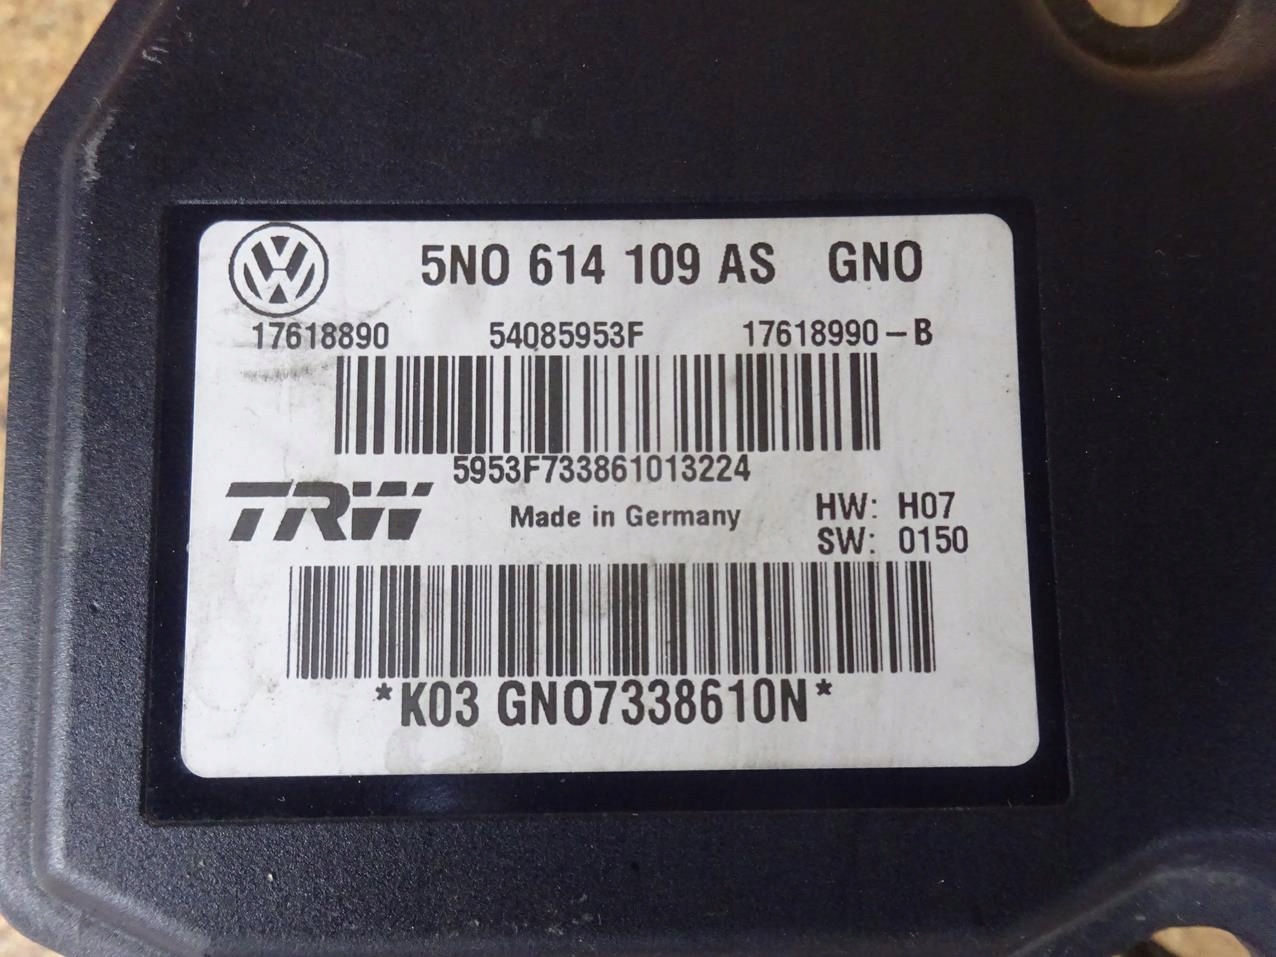 5N0 614 109 AS GNO
17618890 54085953F 17618990-B
5953F733861013224
TRW Made in Germany HW: H07
SW: 0150
*K03 GNO7338610N*